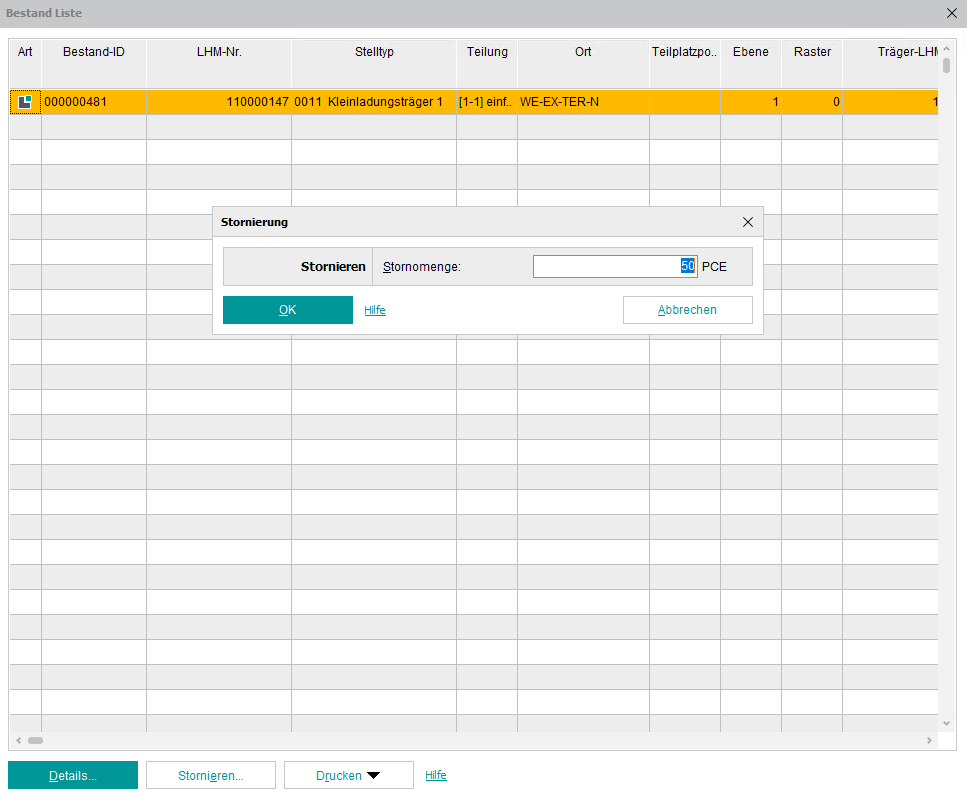 Bestand Liste
Art Bestand-ID LHM-Nr. Stelltyp Teilung Ort Teilplatzpo.. Ebene Raster Träger-LHM
000000481 110000147 0011 Kleinladungsträger 1 [1-1] einf.. WE-EX-TER-N 1 0 1
Stornierung
Stornieren Stornomenge: 50 PCE
OK Hilfe Abbrechen
Details... Stornieren... Drucken Hilfe